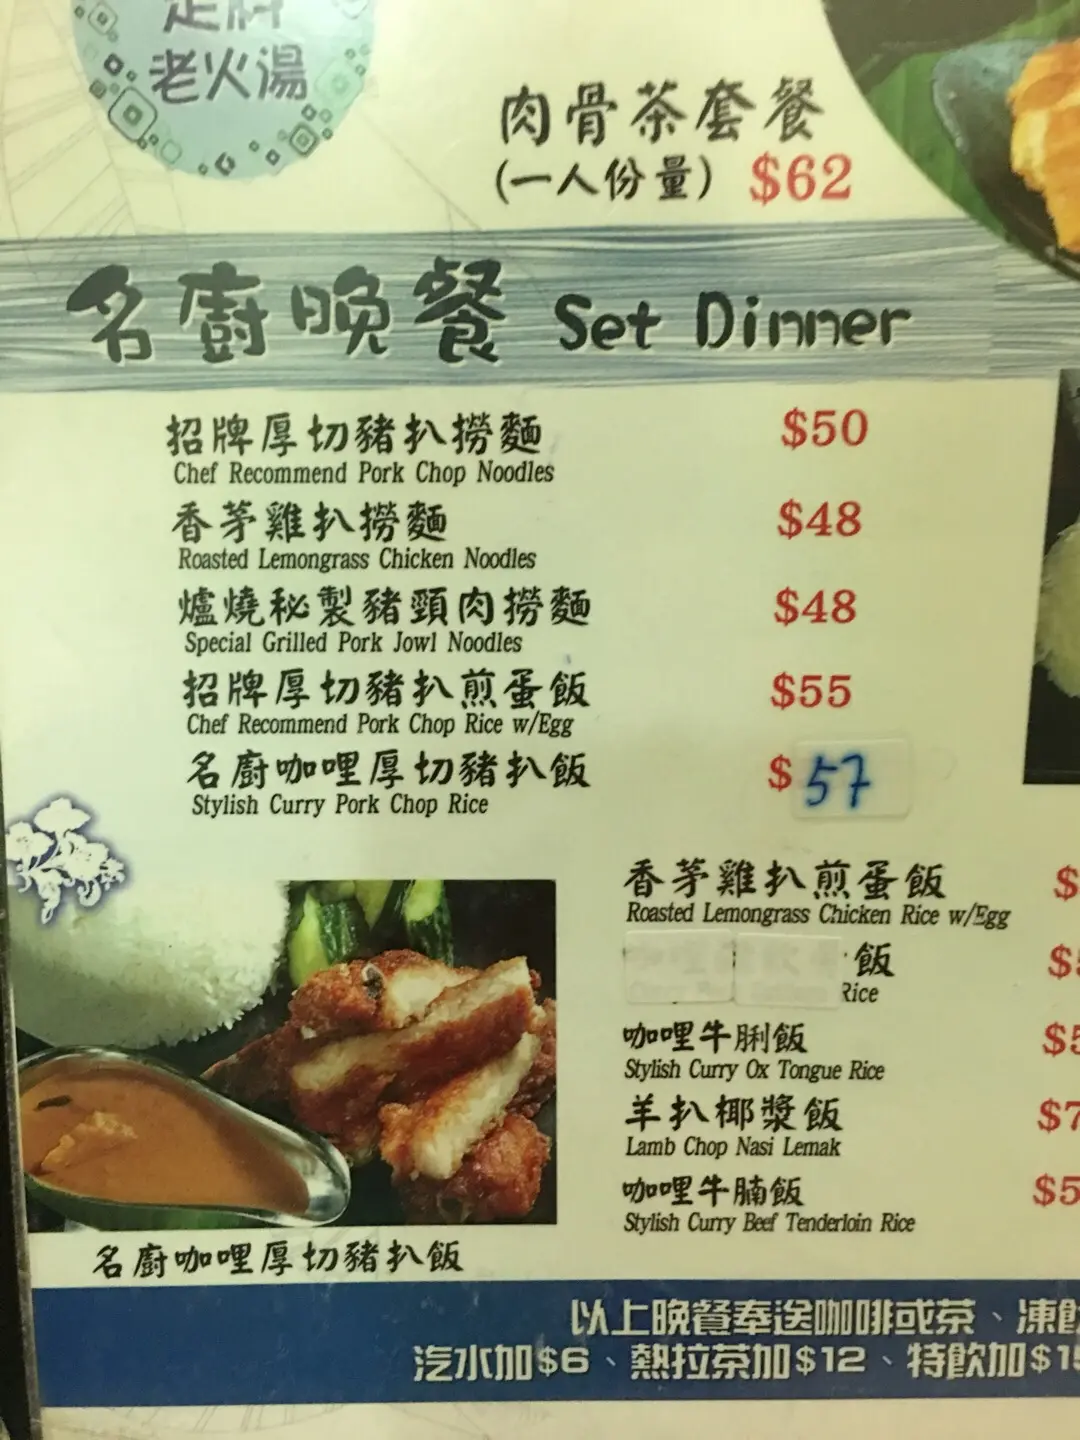 老火湯
肉骨茶套餐
(一人份量) $62
名廚晚餐 Set Dinner
招牌厚切豬扒撈麵 $50
Chef Recommend Pork Chop Noodles
香茅雞扒撈麵 $48
Roasted Lemongrass Chicken Noodles
爐燒秘製豬頸肉撈麵 $48
Special Grilled Pork Jowl Noodles
招牌厚切豬扒煎蛋飯 $55
Chef Recommend Pork Chop Rice w/Egg
名廚咖哩厚切豬扒飯 $57
Stylish Curry Pork Chop Rice
香茅雞扒煎蛋飯 $
Roasted Lemongrass Chicken Rice w/Egg
飯 $
Rice
咖哩牛脷飯 $5
Stylish Curry Ox Tongue Rice
羊扒椰漿飯 $7
Lamb Chop Nasi Lemak
咖哩牛腩飯 $5
Stylish Curry Beef Tenderloin Rice
名廚咖哩厚切豬扒飯
以上晚餐奉送咖啡或茶、凍飲
汽水加$6、熱拉茶加$12、特飲加$1